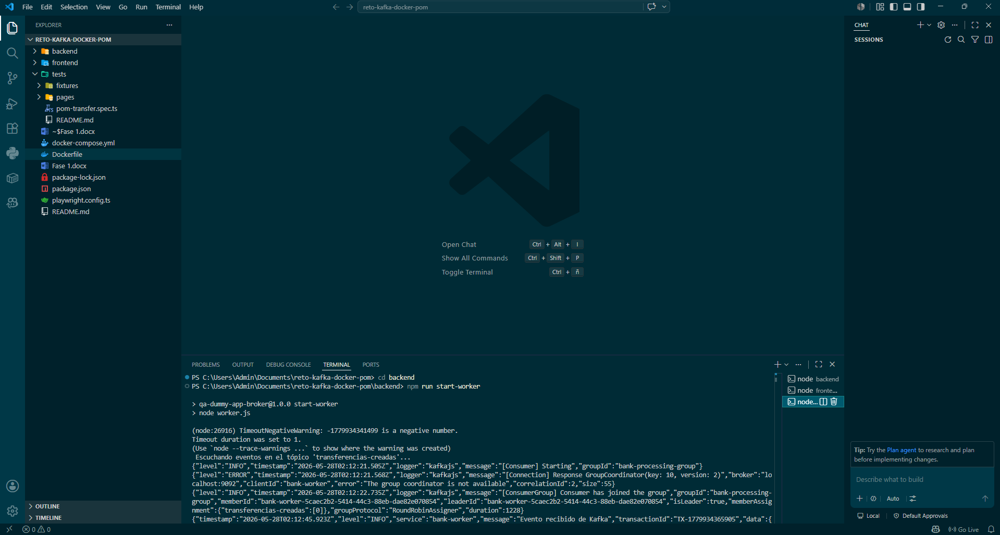 File Edit Selection View Go Run Terminal Help
reto-kafka-docker-pom
EXPLORER
RETO-KAFKA-DOCKER-POM
backend
frontend
tests
fixtures
pages
pom-transfer.spec.ts
README.md
~$Fase 1.docx
docker-compose.yml
Dockerfile
Fase 1.docx
package-lock.json
package.json
playwright.config.ts
README.md
OUTLINE
TIMELINE
Open Chat Ctrl + Alt + I
Show All Commands Ctrl + Shift + P
Toggle Terminal Ctrl + ñ
PROBLEMS OUTPUT DEBUG CONSOLE TERMINAL PORTS
PS C:\Users\Admin\Documents\reto-kafka-docker-pom> cd backend
PS C:\Users\Admin\Documents\reto-kafka-docker-pom\backend> npm run start-worker
> qa-dummy-app-broker@1.0.0 start-worker
> node worker.js
(node:26916) TimeoutNegativeWarning: -1779934341499 is a negative number.
Timeout duration was set to 1.
(Use `node --trace-warnings ...` to show where the warning was created)
Escuchando eventos en el tópico 'transferencias-creadas'...
{"level":"INFO","timestamp":"2026-05-28T02:12:21.505Z","logger":"kafkajs","message":"[Consumer] Starting","groupId":"bank-processing-group"}
{"level":"ERROR","timestamp":"2026-05-28T02:12:21.568Z","logger":"kafkajs","message":"[Connection] Response GroupCoordinator(key: 10, version: 2)","broker":"lo
calhost:9092","clientId":"bank-worker","error":"The group coordinator is not available","correlationId":2,"size":55}
{"level":"INFO","timestamp":"2026-05-28T02:12:22.735Z","logger":"kafkajs","message":"[ConsumerGroup] Consumer has joined the group","groupId":"bank-processing-
group","memberId":"bank-worker-5caec2b2-5414-44c3-88eb-dae82e070854","leaderId":"bank-worker-5caec2b2-5414-44c3-88eb-dae82e070854","isLeader":true,"memberAssig
nment":{"transferencias-creadas":[0]},"groupProtocol":"RoundRobinAssigner","duration":1228}
{"timestamp":"2026-05-28T02:12:45.923Z","level":"INFO","service":"bank-worker","message":"Evento recibido de Kafka","transactionId":"TX-1779934365905","data":{
node backend
node fronte...
node...
CHAT
SESSIONS
Tip: Try the Plan agent to research and plan
before implementing changes.
Describe what to build
Auto
Local Default Approvals
0 0
Go Live